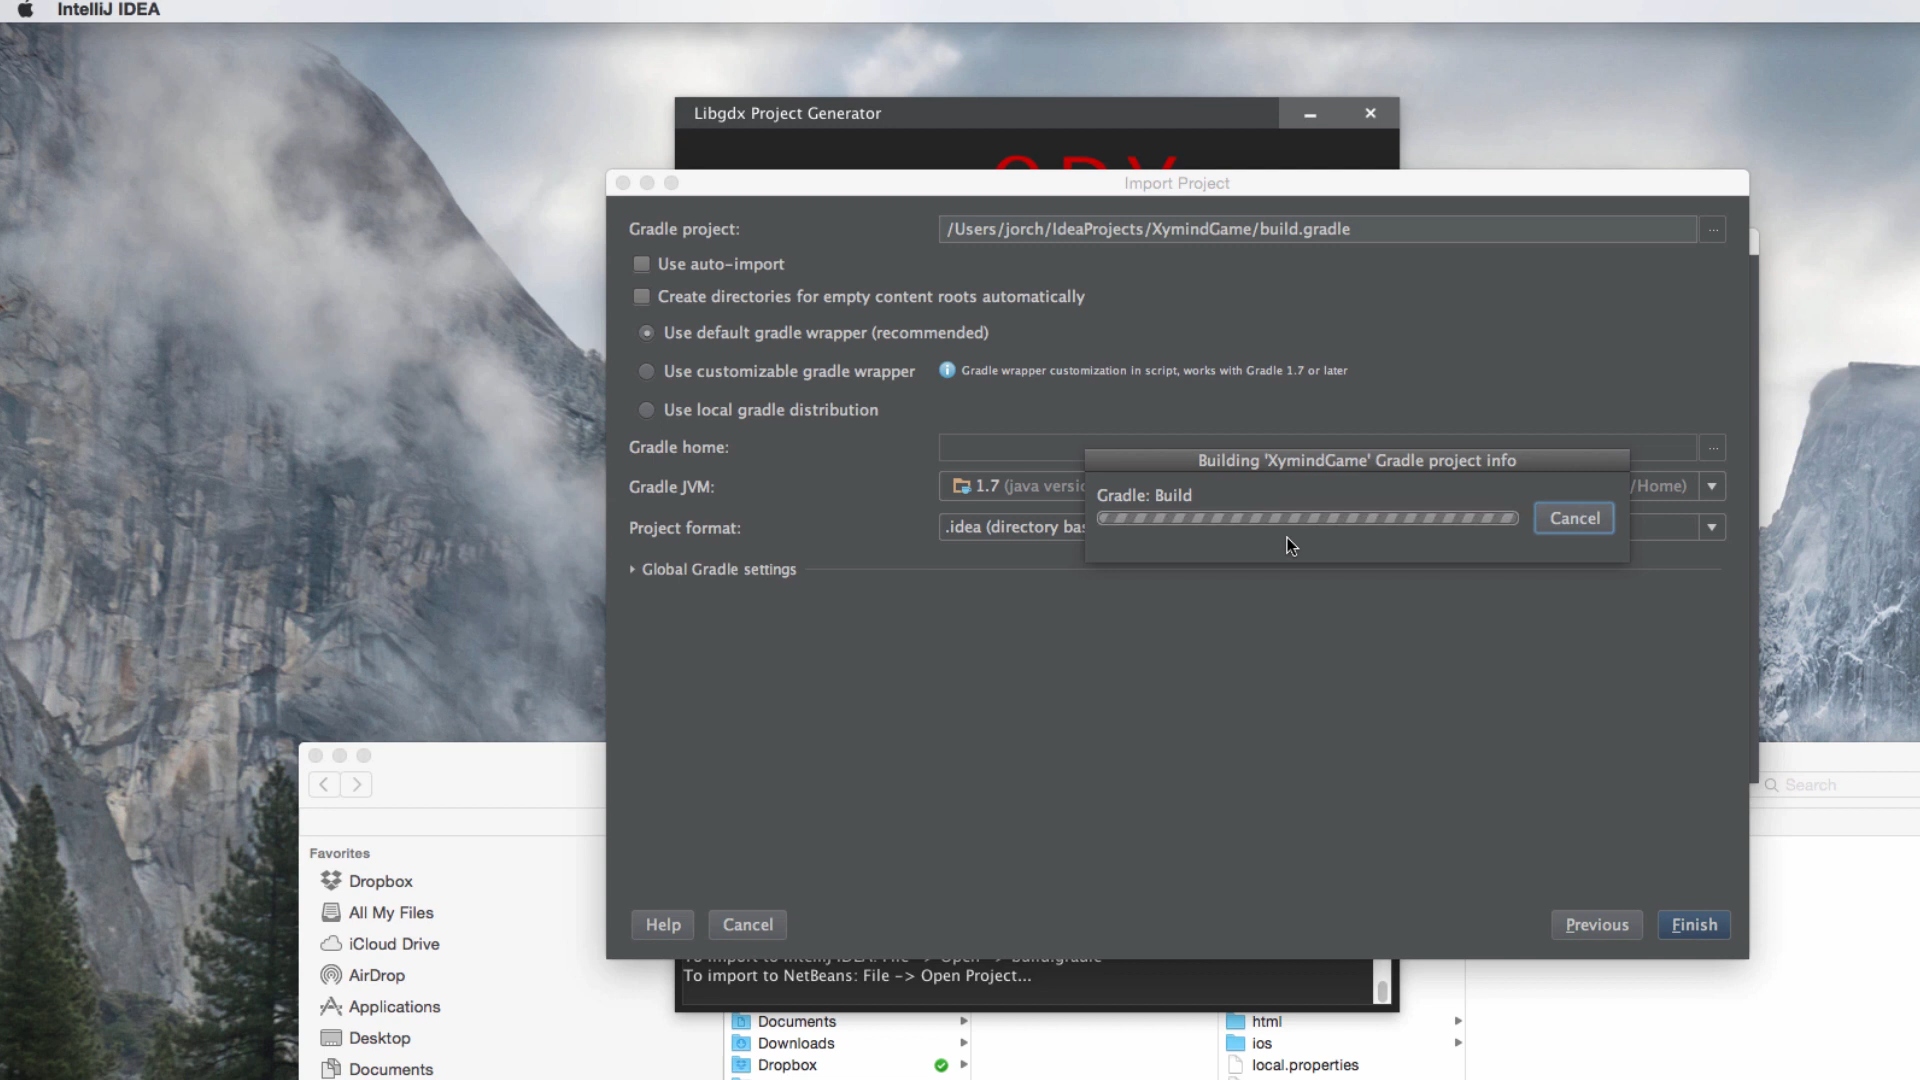 IntelliJ IDEA
Libgdx Project Generator
Import Project
Gradle project:
/Users/jorch/IdeaProjects/XymindGame/build.gradle
...
Use auto-import
Create directories for empty content roots automatically
Use default gradle wrapper (recommended)
Use customizable gradle wrapper
Gradle wrapper customization in script, works with Gradle 1.7 or later
Use local gradle distribution
Gradle home:
...
Building 'XymindGame' Gradle project info
Gradle JVM:
1.7 (java versi
/Home)
Gradle: Build
Cancel
Project format:
.idea (directory ba
Global Gradle settings
Search
Favorites
Dropbox
All My Files
iCloud Drive
AirDrop
Applications
Desktop
Documents
Help
Cancel
Previous
Finish
To import to NetBeans: File -> Open Project...
Documents
Downloads
Dropbox
html
ios
local.properties